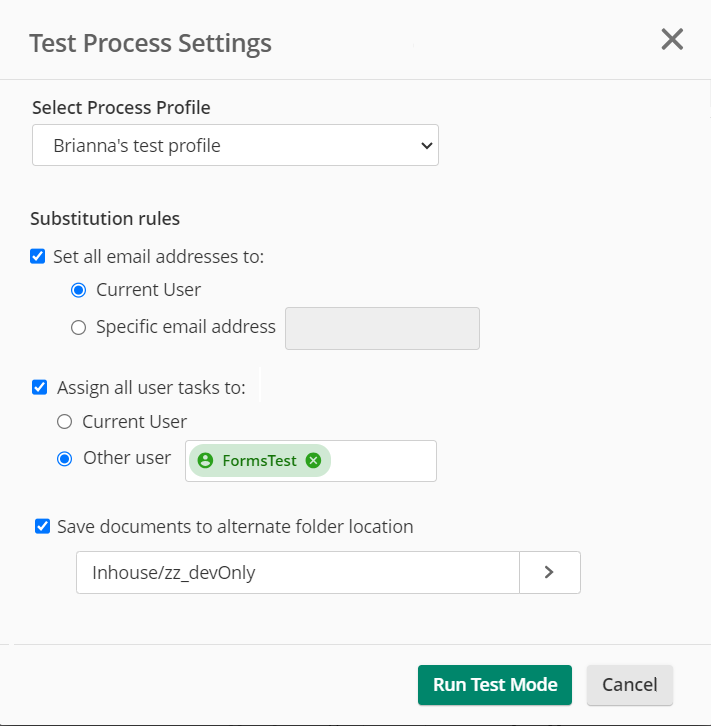 Test Process Settings
Select Process Profile
Brianna's test profile
Substitution rules
Set all email addresses to:
Current User
Specific email address
Assign all user tasks to:
Current User
Other user FormsTest
Save documents to alternate folder location
Inhouse/zz_devOnly
Run Test Mode Cancel